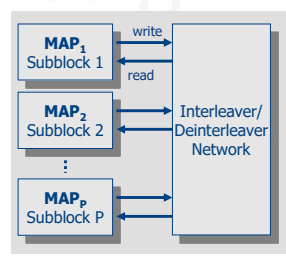 MAP1
Subblock 1
write
read
MAP2
Subblock 2
Interleaver/
Deinterleaver
Network
MAPP
Subblock P